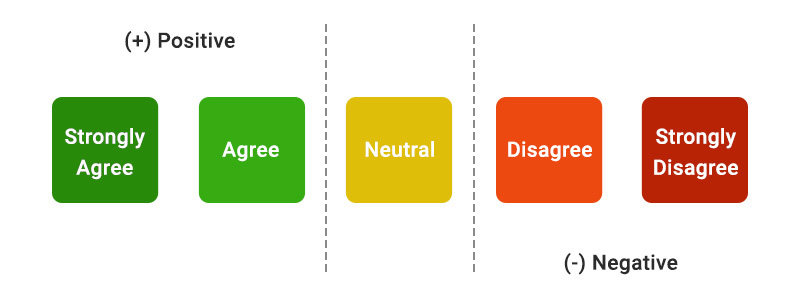 (+) Positive
Strongly
Agree
Agree
Neutral
Disagree
Strongly
Disagree
(-) Negative